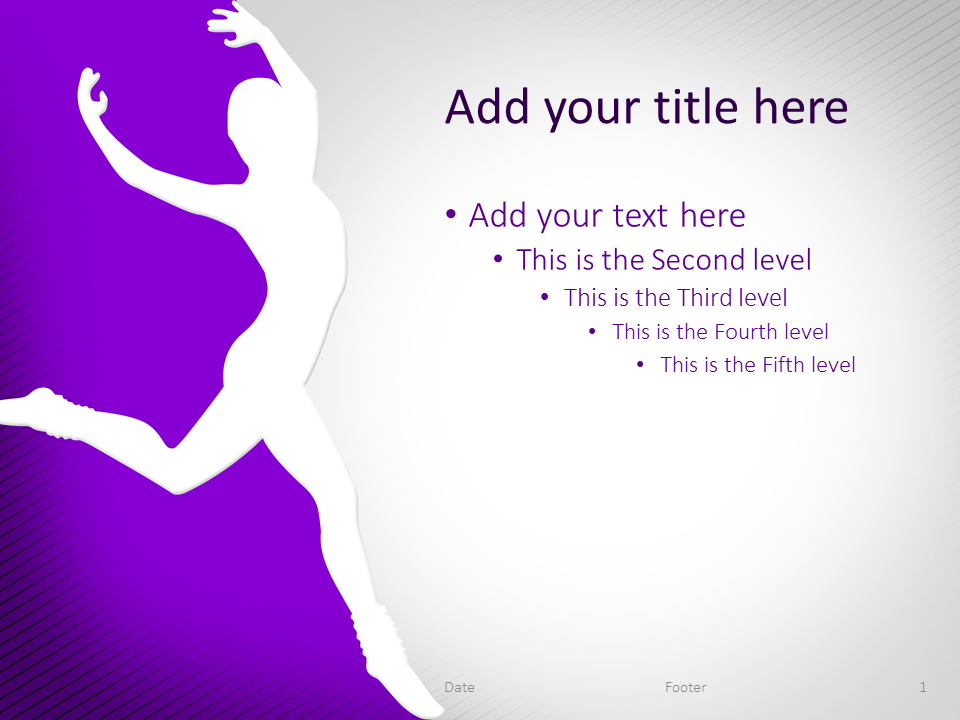 Add your title here
• Add your text here
• This is the Second level
• This is the Third level
• This is the Fourth level
• This is the Fifth level
Date Footer 1